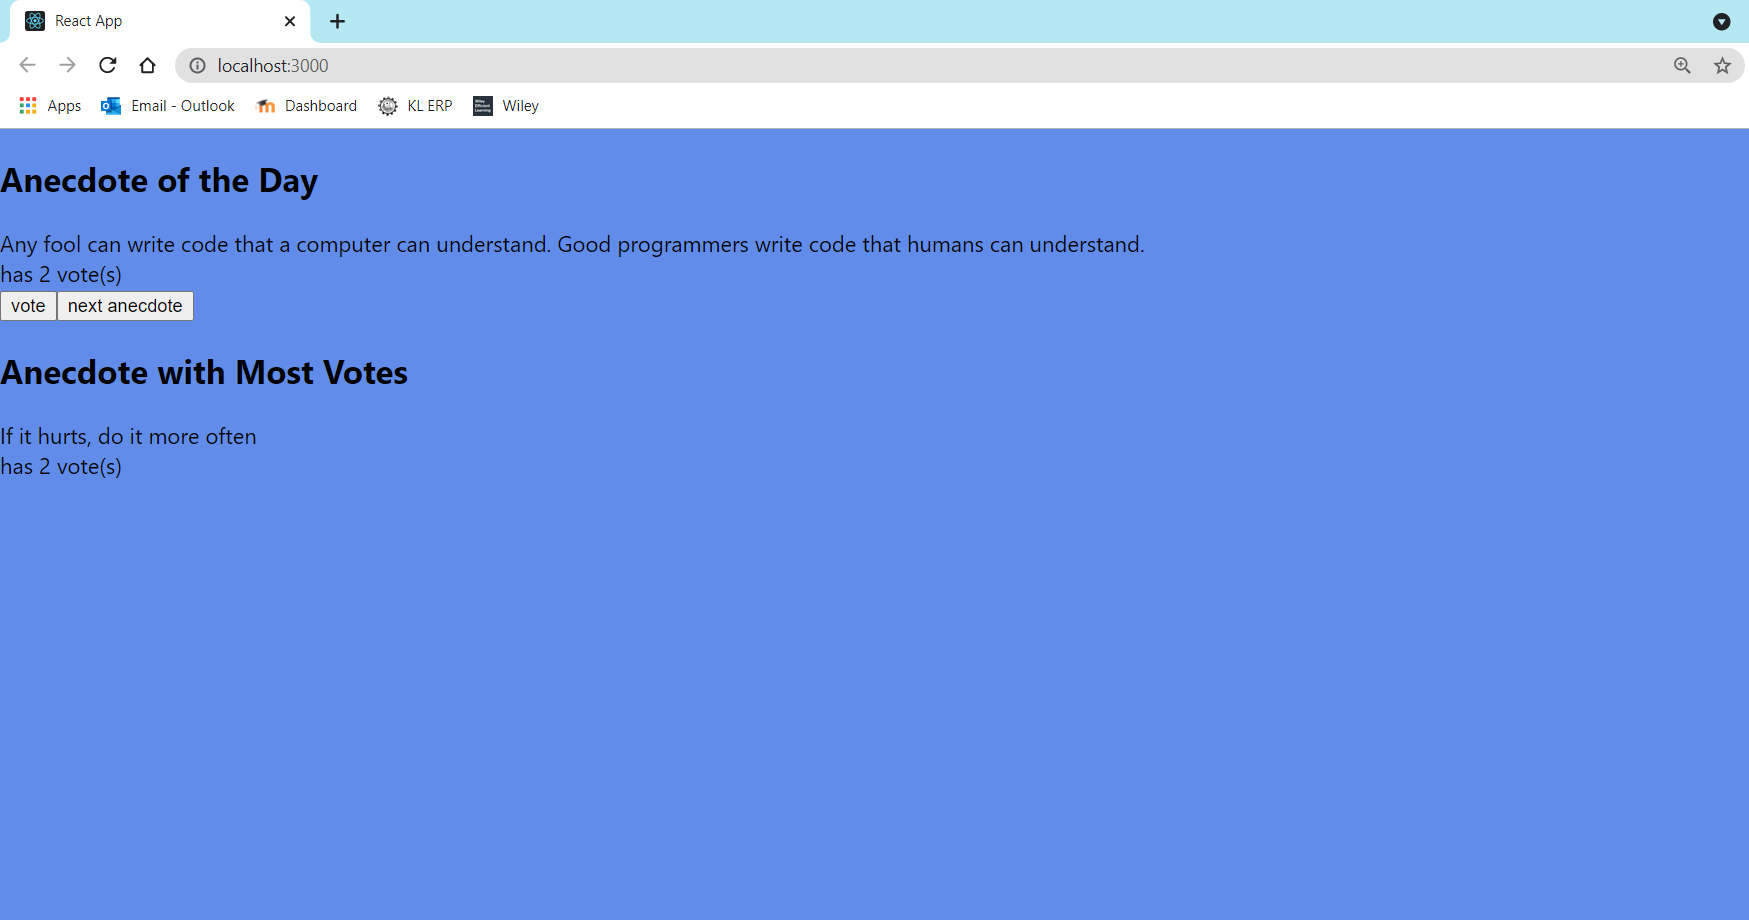 React App
localhost:3000
Apps Email - Outlook Dashboard KL ERP Wiley
Anecdote of the Day
Any fool can write code that a computer can understand. Good programmers write code that humans can understand.
has 2 vote(s)
vote next anecdote
Anecdote with Most Votes
If it hurts, do it more often
has 2 vote(s)